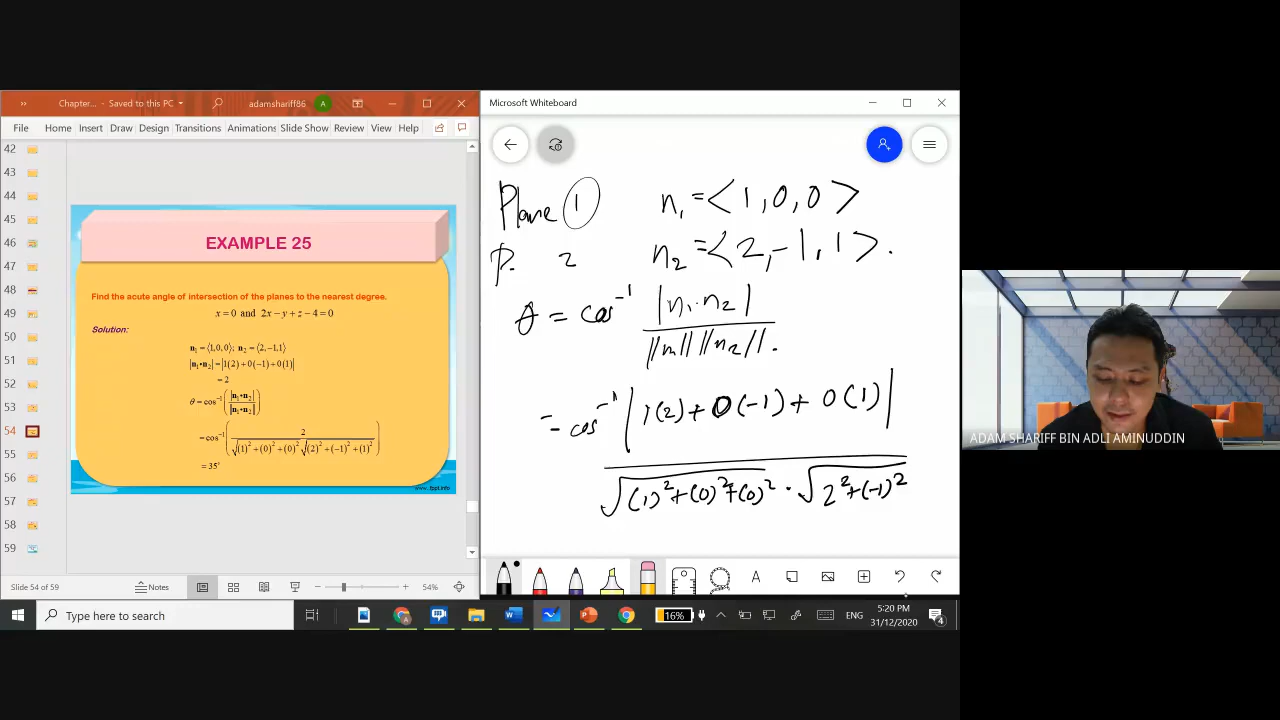 Chapter... - Saved to this PC
adamshariff86
A
File Home Insert Draw Design Transitions Animations Slide Show Review View Help
42
43
44
45
46
47
48
49
50
51
52
53
54
55
56
57
58
59
EXAMPLE 25
Find the acute angle of intersection of the planes to the nearest degree.
x = 0 and 2x − y + z − 4 = 0
Solution:
n₁ = ⟨1,0,0⟩; n₂ = ⟨2,−1,1⟩
|n₁•n₂| = |1(2)+0(−1)+0(1)|
= 2
θ = cos⁻¹(|n₁•n₂| / |n₁•n₂|)
= cos⁻¹(2 / √(1)²+(0)²+(0)² √(2)²+(−1)²+(1)²)
= 35°
Slide 54 of 59
Notes
54%
Microsoft Whiteboard
Plane 1 n₁ = <1, 0, 0>
P. 2 n₂ = <2, -1, 1>.
θ = cos⁻¹ |n₁ · n₂| / ||n₁|| ||n₂||.
= cos⁻¹ |1(2) + 0(-1) + 0(1)|
√(1)²+(0)²+(0)² · √2²+(-1)²
ADAM SHARIFF BIN ADLI AMINUDDIN
Type here to search
16%
ENG
5:20 PM
31/12/2020
4